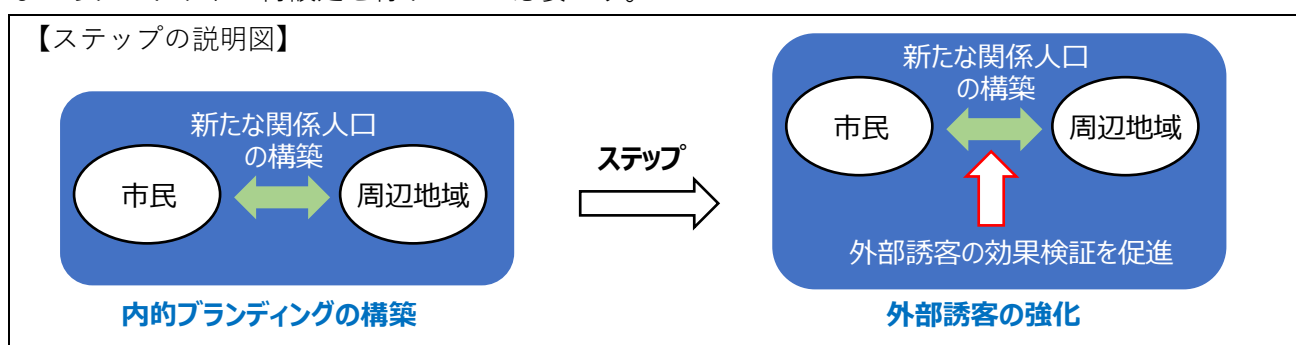 【ステップの説明図】
新たな関係人口
の構築
市民
周辺地域
内的ブランディングの構築
ステップ
新たな関係人口
の構築
市民
周辺地域
外部誘客の効果検証を促進
外部誘客の強化